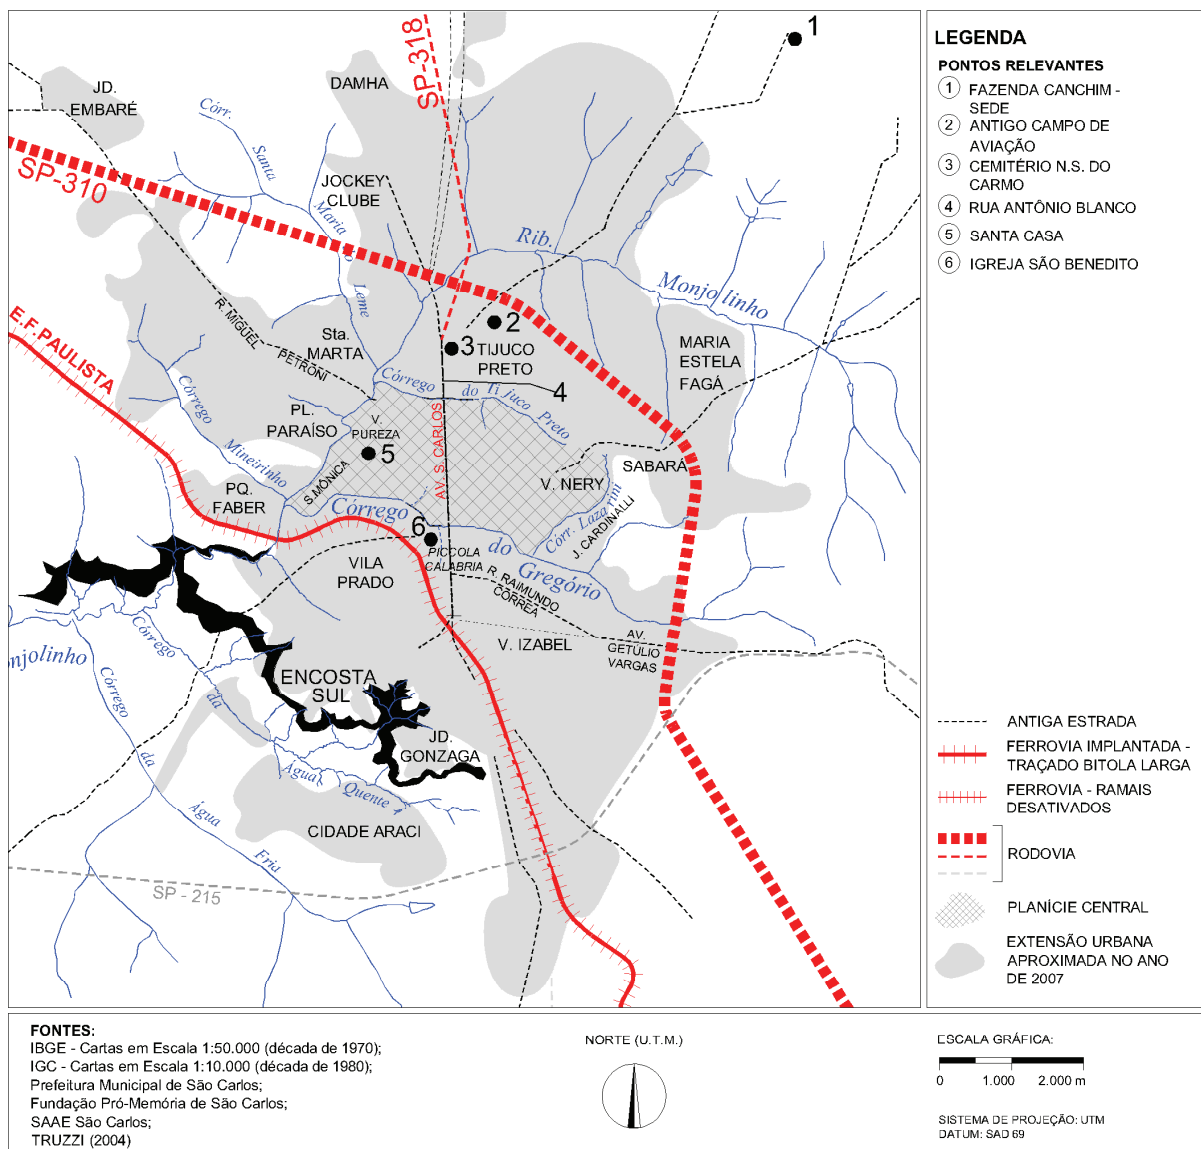 1
SP-318
DAMHA
JD.
EMBARÉ
Córr.
Santa
Maria
Leme
SP-310
JOCKEY
CLUBE
Rib.
Monjolinho
E.F.PAULISTA
R. MIGUEL
PETRONI
Sta.
MARTA
2
3
TIJUCO
PRETO
4
MARIA
ESTELA
FAGÁ
Córrego
do Tijuco Preto
Córrego
Mineirinho
PL.
PARAÍSO
V.
PUREZA
5
AV. S. CARLOS
S.MÔNICA
SABARÁ
V. NERY
PQ.
FABER
Córrego
do
Gregório
Córr. Lazarini
J. CARDINALLI
6
PICCOLA
CALABRIA
VILA
PRADO
R. RAIMUNDO
CORREA
V. IZABEL
AV.
GETÚLIO
VARGAS
onjolinho
Córrego
da
Água
Quente
Córrego
da
Água
Fria
ENCOSTA
SUL
JD.
GONZAGA
CIDADE ARACI
SP - 215
LEGENDA
PONTOS RELEVANTES
1 FAZENDA CANCHIM -
SEDE
2 ANTIGO CAMPO DE
AVIAÇÃO
3 CEMITÉRIO N.S. DO
CARMO
4 RUA ANTÔNIO BLANCO
5 SANTA CASA
6 IGREJA SÃO BENEDITO
ANTIGA ESTRADA
FERROVIA IMPLANTADA -
TRAÇADO BITOLA LARGA
FERROVIA - RAMAIS
DESATIVADOS
RODOVIA
PLANÍCIE CENTRAL
EXTENSÃO URBANA
APROXIMADA NO ANO
DE 2007
FONTES:
IBGE - Cartas em Escala 1:50.000 (década de 1970);
IGC - Cartas em Escala 1:10.000 (década de 1980);
Prefeitura Municipal de São Carlos;
Fundação Pró-Memória de São Carlos;
SAAE São Carlos;
TRUZZI (2004)
NORTE (U.T.M.)
ESCALA GRÁFICA:
0 1.000 2.000 m
SISTEMA DE PROJEÇÃO: UTM
DATUM: SAD 69